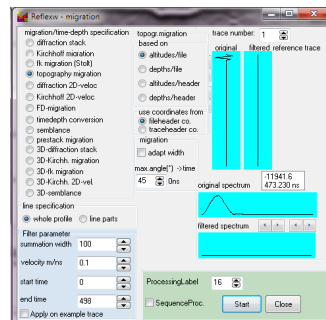 Reflexw - migration
migration/time-depth specification
diffraction stack
Kirchhoff migration
fk migration (Stolt)
topography migration
diffraction 2D-veloc
Kirchhoff 2D-veloc
FD-migration
timedepth conversion
semblance
prestack migration
3D-diffraction stack
3D-Kirchh. migration
3D-fk migration
3D-Kirchh. 2D-vel.
3D-semblance
line specification
whole profile line parts
Filter parameter
summation width 100
velocity m/ns 0.1
start time 0
end time 498
Apply on example trace
topogr.migration
based on
altitudes/file
depths/file
altitudes/header
depths/header
use coordinates from
fileheader co.
traceheader co.
migration
adapt width
max.angle(°) ->time
45 0ns
trace number: 1
original filtered reference trace
-11941.6
473.230 ns
original spectrum
filtered spectrum
ProcessingLabel 16
SequenceProc. Start Close